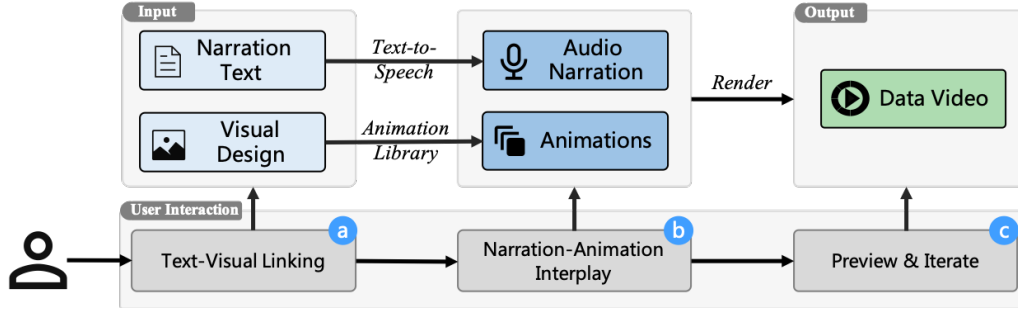 Input
Narration
Text
Text-to-
Speech
Audio
Narration
Visual
Design
Animation
Library
Animations
Render
Output
Data Video
User Interaction
a
Text-Visual Linking
b
Narration-Animation
Interplay
c
Preview & Iterate